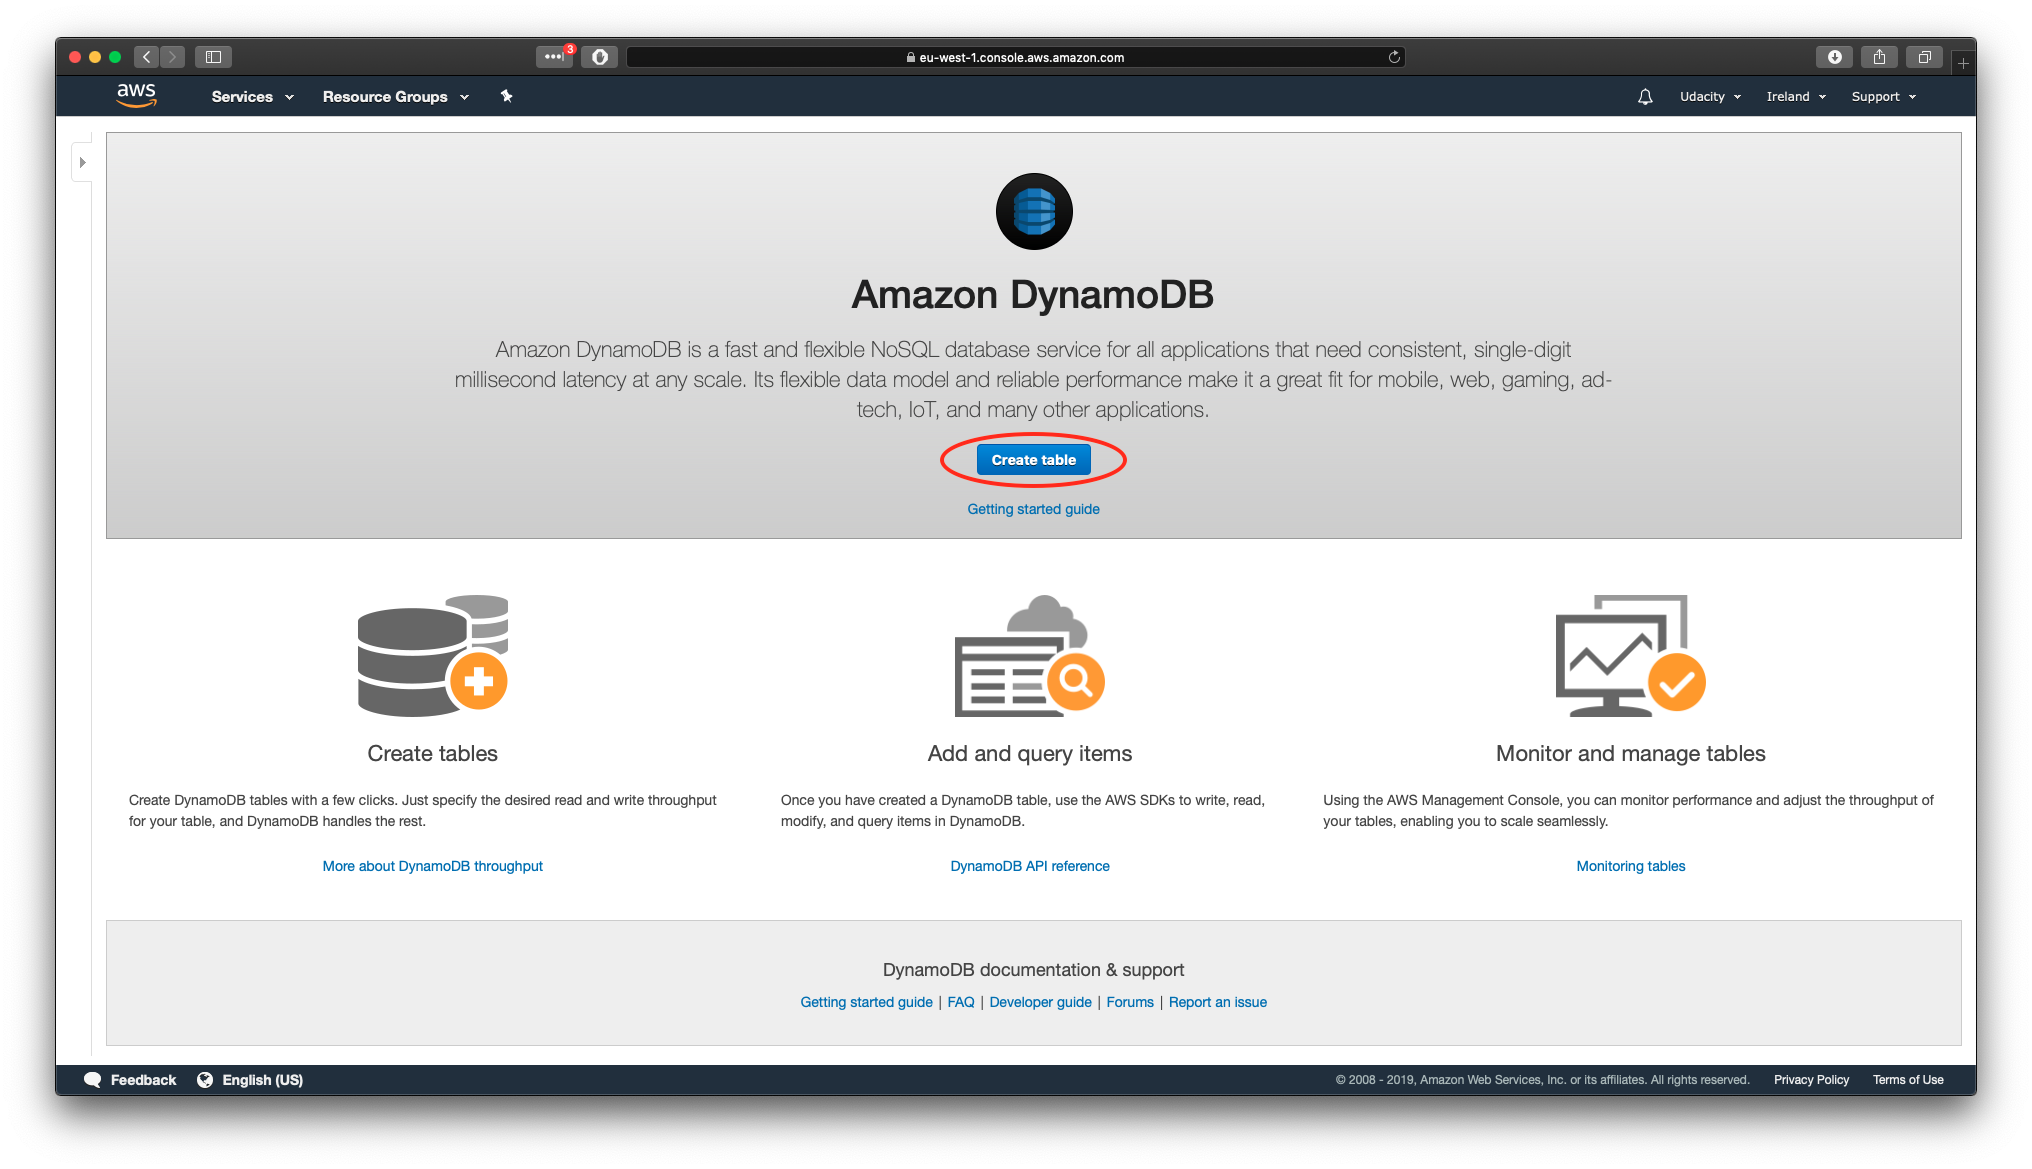 3
eu-west-1.console.aws.amazon.com
aws
Services
Resource Groups
Udacity
Ireland
Support
Amazon DynamoDB
Amazon DynamoDB is a fast and flexible NoSQL database service for all applications that need consistent, single-digit
millisecond latency at any scale. Its flexible data model and reliable performance make it a great fit for mobile, web, gaming, ad-
tech, IoT, and many other applications.
Create table
Getting started guide
Create tables
Create DynamoDB tables with a few clicks. Just specify the desired read and write throughput
for your table, and DynamoDB handles the rest.
More about DynamoDB throughput
Add and query items
Once you have created a DynamoDB table, use the AWS SDKs to write, read,
modify, and query items in DynamoDB.
DynamoDB API reference
Monitor and manage tables
Using the AWS Management Console, you can monitor performance and adjust the throughput of
your tables, enabling you to scale seamlessly.
Monitoring tables
DynamoDB documentation & support
Getting started guide | FAQ | Developer guide | Forums | Report an issue
Feedback
English (US)
© 2008 - 2019, Amazon Web Services, Inc. or its affiliates. All rights reserved.
Privacy Policy
Terms of Use